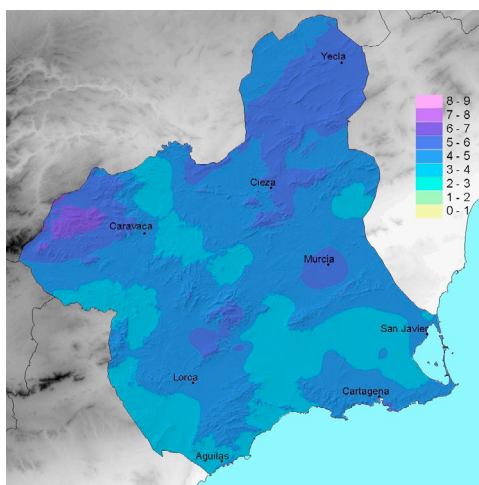 Yecla
8 - 9
7 - 8
6 - 7
5 - 6
4 - 5
3 - 4
2 - 3
1 - 2
0 - 1
Cieza
Caravaca
Murcia
San Javier
Lorca
Cartagena
Aguilas